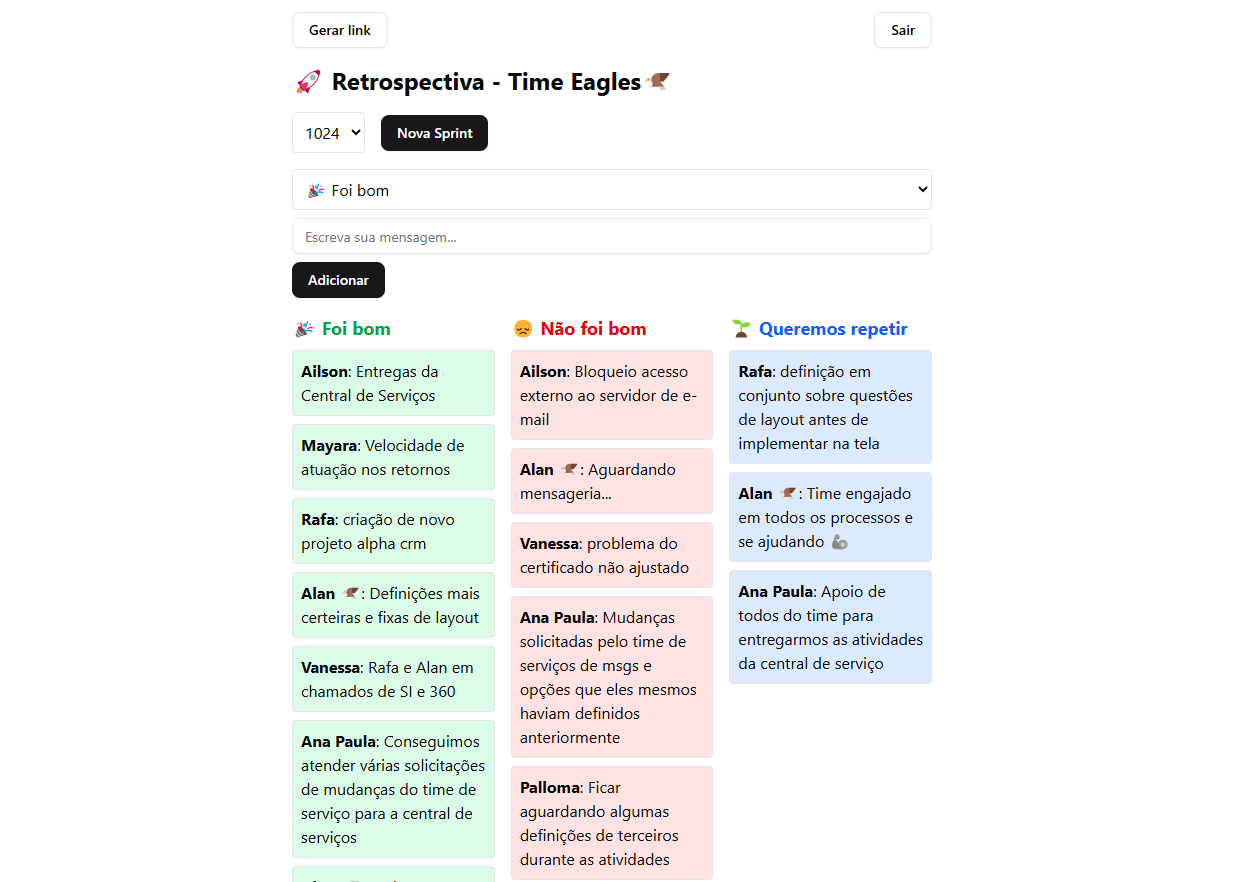 Gerar link
Sair
🚀 Retrospectiva - Time Eagles🦅
1024
Nova Sprint
🎉 Foi bom
Escreva sua mensagem...
Adicionar
🎉 Foi bom
Ailson: Entregas da
Central de Serviços
Mayara: Velocidade de
atuação nos retornos
Rafa: criação de novo
projeto alpha crm
Alan 🦅: Definições mais
certeiras e fixas de layout
Vanessa: Rafa e Alan em
chamados de SI e 360
Ana Paula: Conseguimos
atender várias solicitações
de mudanças do time de
serviço para a central de
serviços
😞 Não foi bom
Ailson: Bloqueio acesso
externo ao servidor de e-
mail
Alan 🦅: Aguardando
mensageria...
Vanessa: problema do
certificado não ajustado
Ana Paula: Mudanças
solicitadas pelo time de
serviços de msgs e
opções que eles mesmos
haviam definidos
anteriormente
Palloma: Ficar
aguardando algumas
definições de terceiros
durante as atividades
🌱 Queremos repetir
Rafa: definição em
conjunto sobre questões
de layout antes de
implementar na tela
Alan 🦅: Time engajado
em todos os processos e
se ajudando 🦾
Ana Paula: Apoio de
todos do time para
entregarmos as atividades
da central de serviço